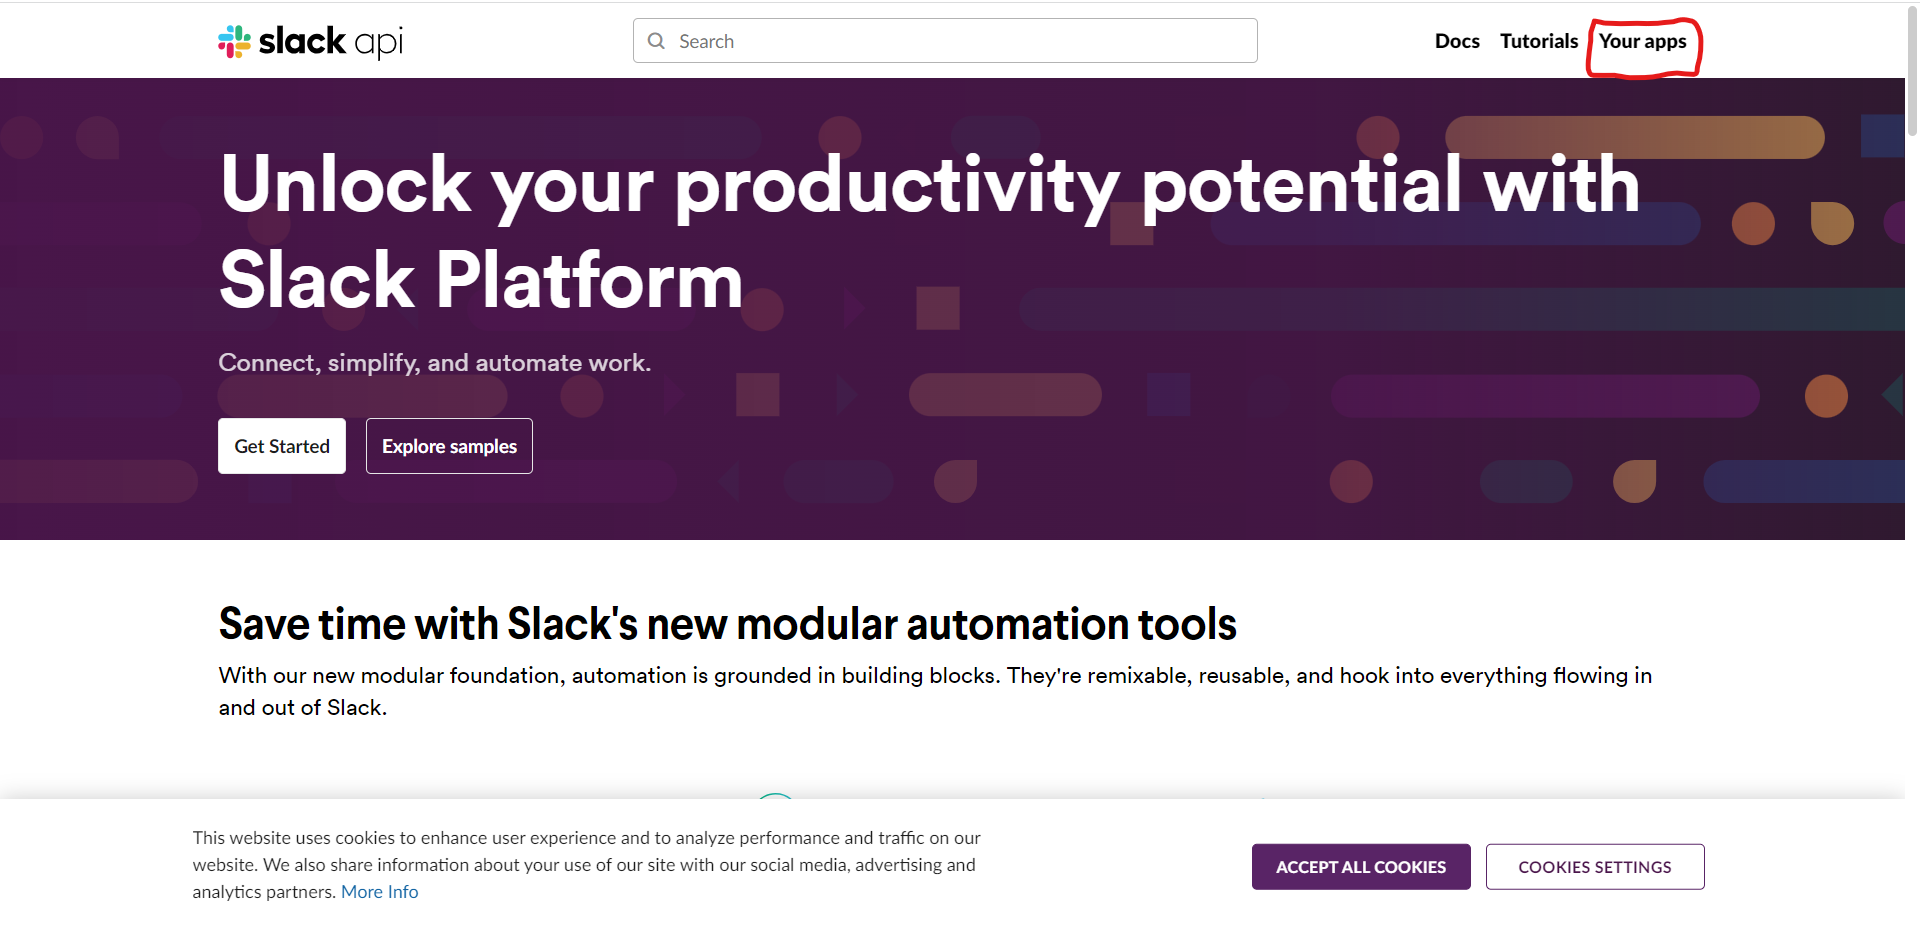 slack api
Search
Docs
Tutorials
Your apps
Unlock your productivity potential with
Slack Platform
Connect, simplify, and automate work.
Get Started
Explore samples
Save time with Slack's new modular automation tools
With our new modular foundation, automation is grounded in building blocks. They're remixable, reusable, and hook into everything flowing in
and out of Slack.
This website uses cookies to enhance user experience and to analyze performance and traffic on our
website. We also share information about your use of our site with our social media, advertising and
analytics partners. More Info
ACCEPT ALL COOKIES
COOKIES SETTINGS